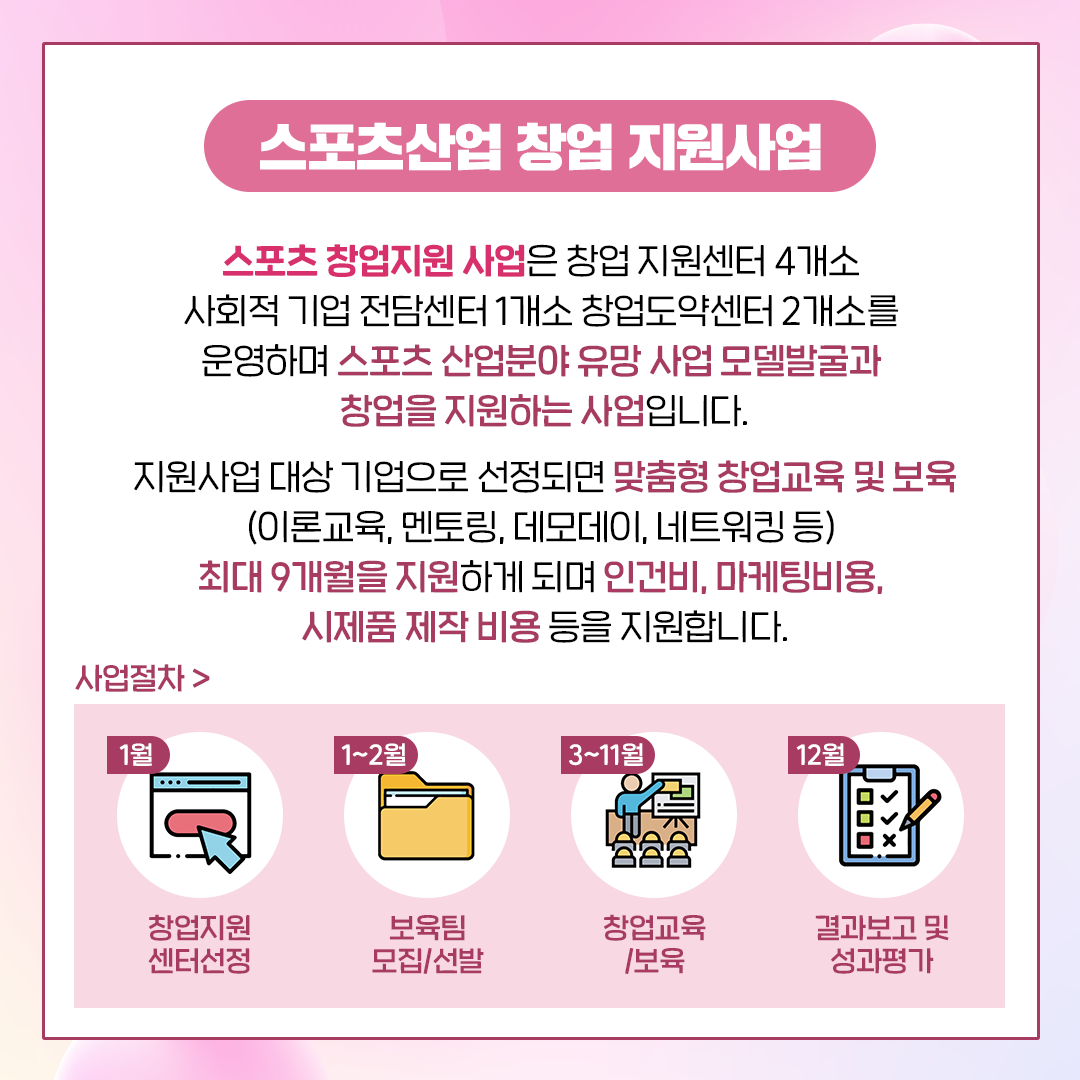 스포츠산업 창업 지원사업
스포츠 창업지원 사업은 창업 지원센터 4개소
사회적 기업 전담센터 1개소 창업도약센터 2개소를
운영하며 스포츠 산업분야 유망 사업 모델발굴과
창업을 지원하는 사업입니다.
지원사업 대상 기업으로 선정되면 맞춤형 창업교육 및 보육
(이론교육, 멘토링, 데모데이, 네트워킹 등)
최대 9개월을 지원하게 되며 인건비, 마케팅비용,
시제품 제작 비용 등을 지원합니다.
사업절차 >
1월
창업지원
센터선정
1~2월
보육팀
모집/선발
3~11월
창업교육
/보육
12월
결과보고 및
성과평가